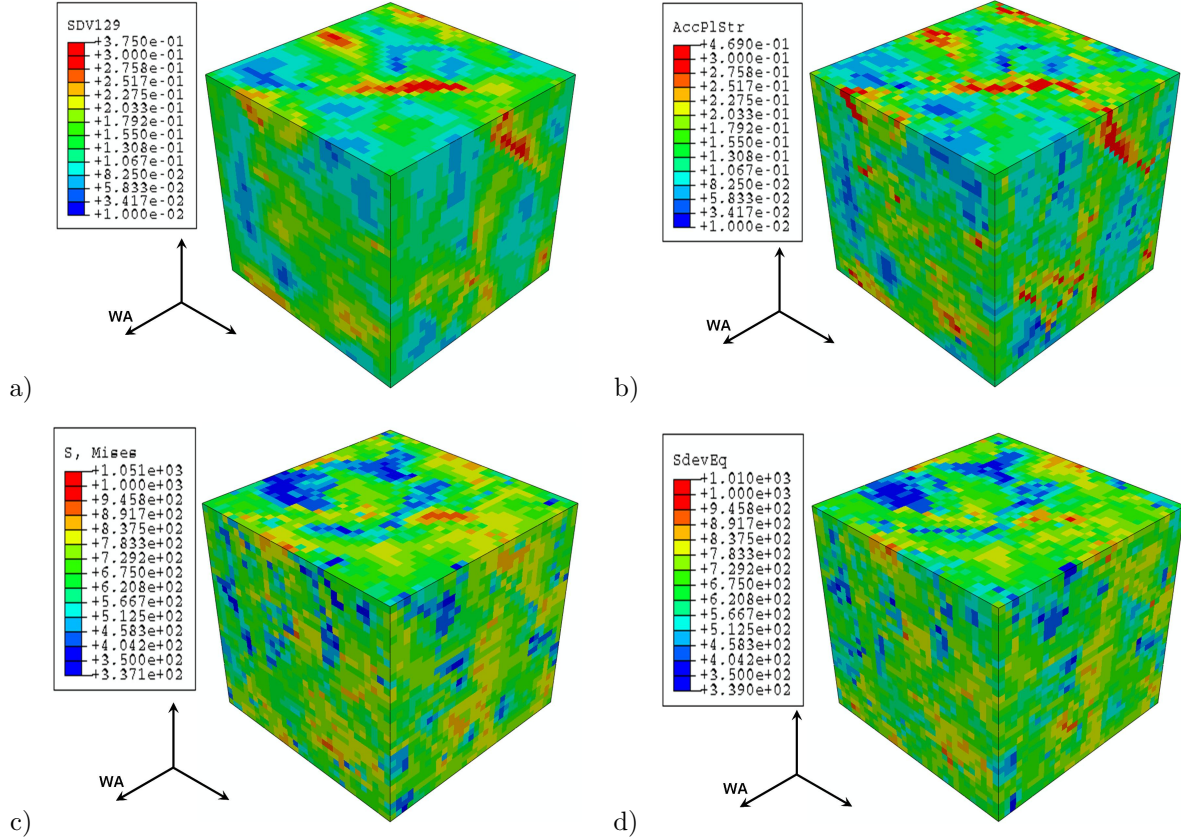 SDV129
+3.750e-01
+3.000e-01
+2.758e-01
+2.517e-01
+2.275e-01
+2.033e-01
+1.792e-01
+1.550e-01
+1.308e-01
+1.067e-01
+8.250e-02
+5.833e-02
+3.417e-02
+1.000e-02
WA
a)
AccPlStr
+4.690e-01
+3.000e-01
+2.758e-01
+2.517e-01
+2.275e-01
+2.033e-01
+1.792e-01
+1.550e-01
+1.308e-01
+1.067e-01
+8.250e-02
+5.833e-02
+3.417e-02
+1.000e-02
WA
b)
S, Mises
+1.051e+03
+1.000e+03
+9.458e+02
+8.917e+02
+8.375e+02
+7.833e+02
+7.292e+02
+6.750e+02
+6.208e+02
+5.667e+02
+5.125e+02
+4.583e+02
+4.042e+02
+3.500e+02
+3.371e+02
WA
c)
SdevEq
+1.010e+03
+1.000e+03
+9.458e+02
+8.917e+02
+8.375e+02
+7.833e+02
+7.292e+02
+6.750e+02
+6.208e+02
+5.667e+02
+5.125e+02
+4.583e+02
+4.042e+02
+3.500e+02
+3.390e+02
WA
d)